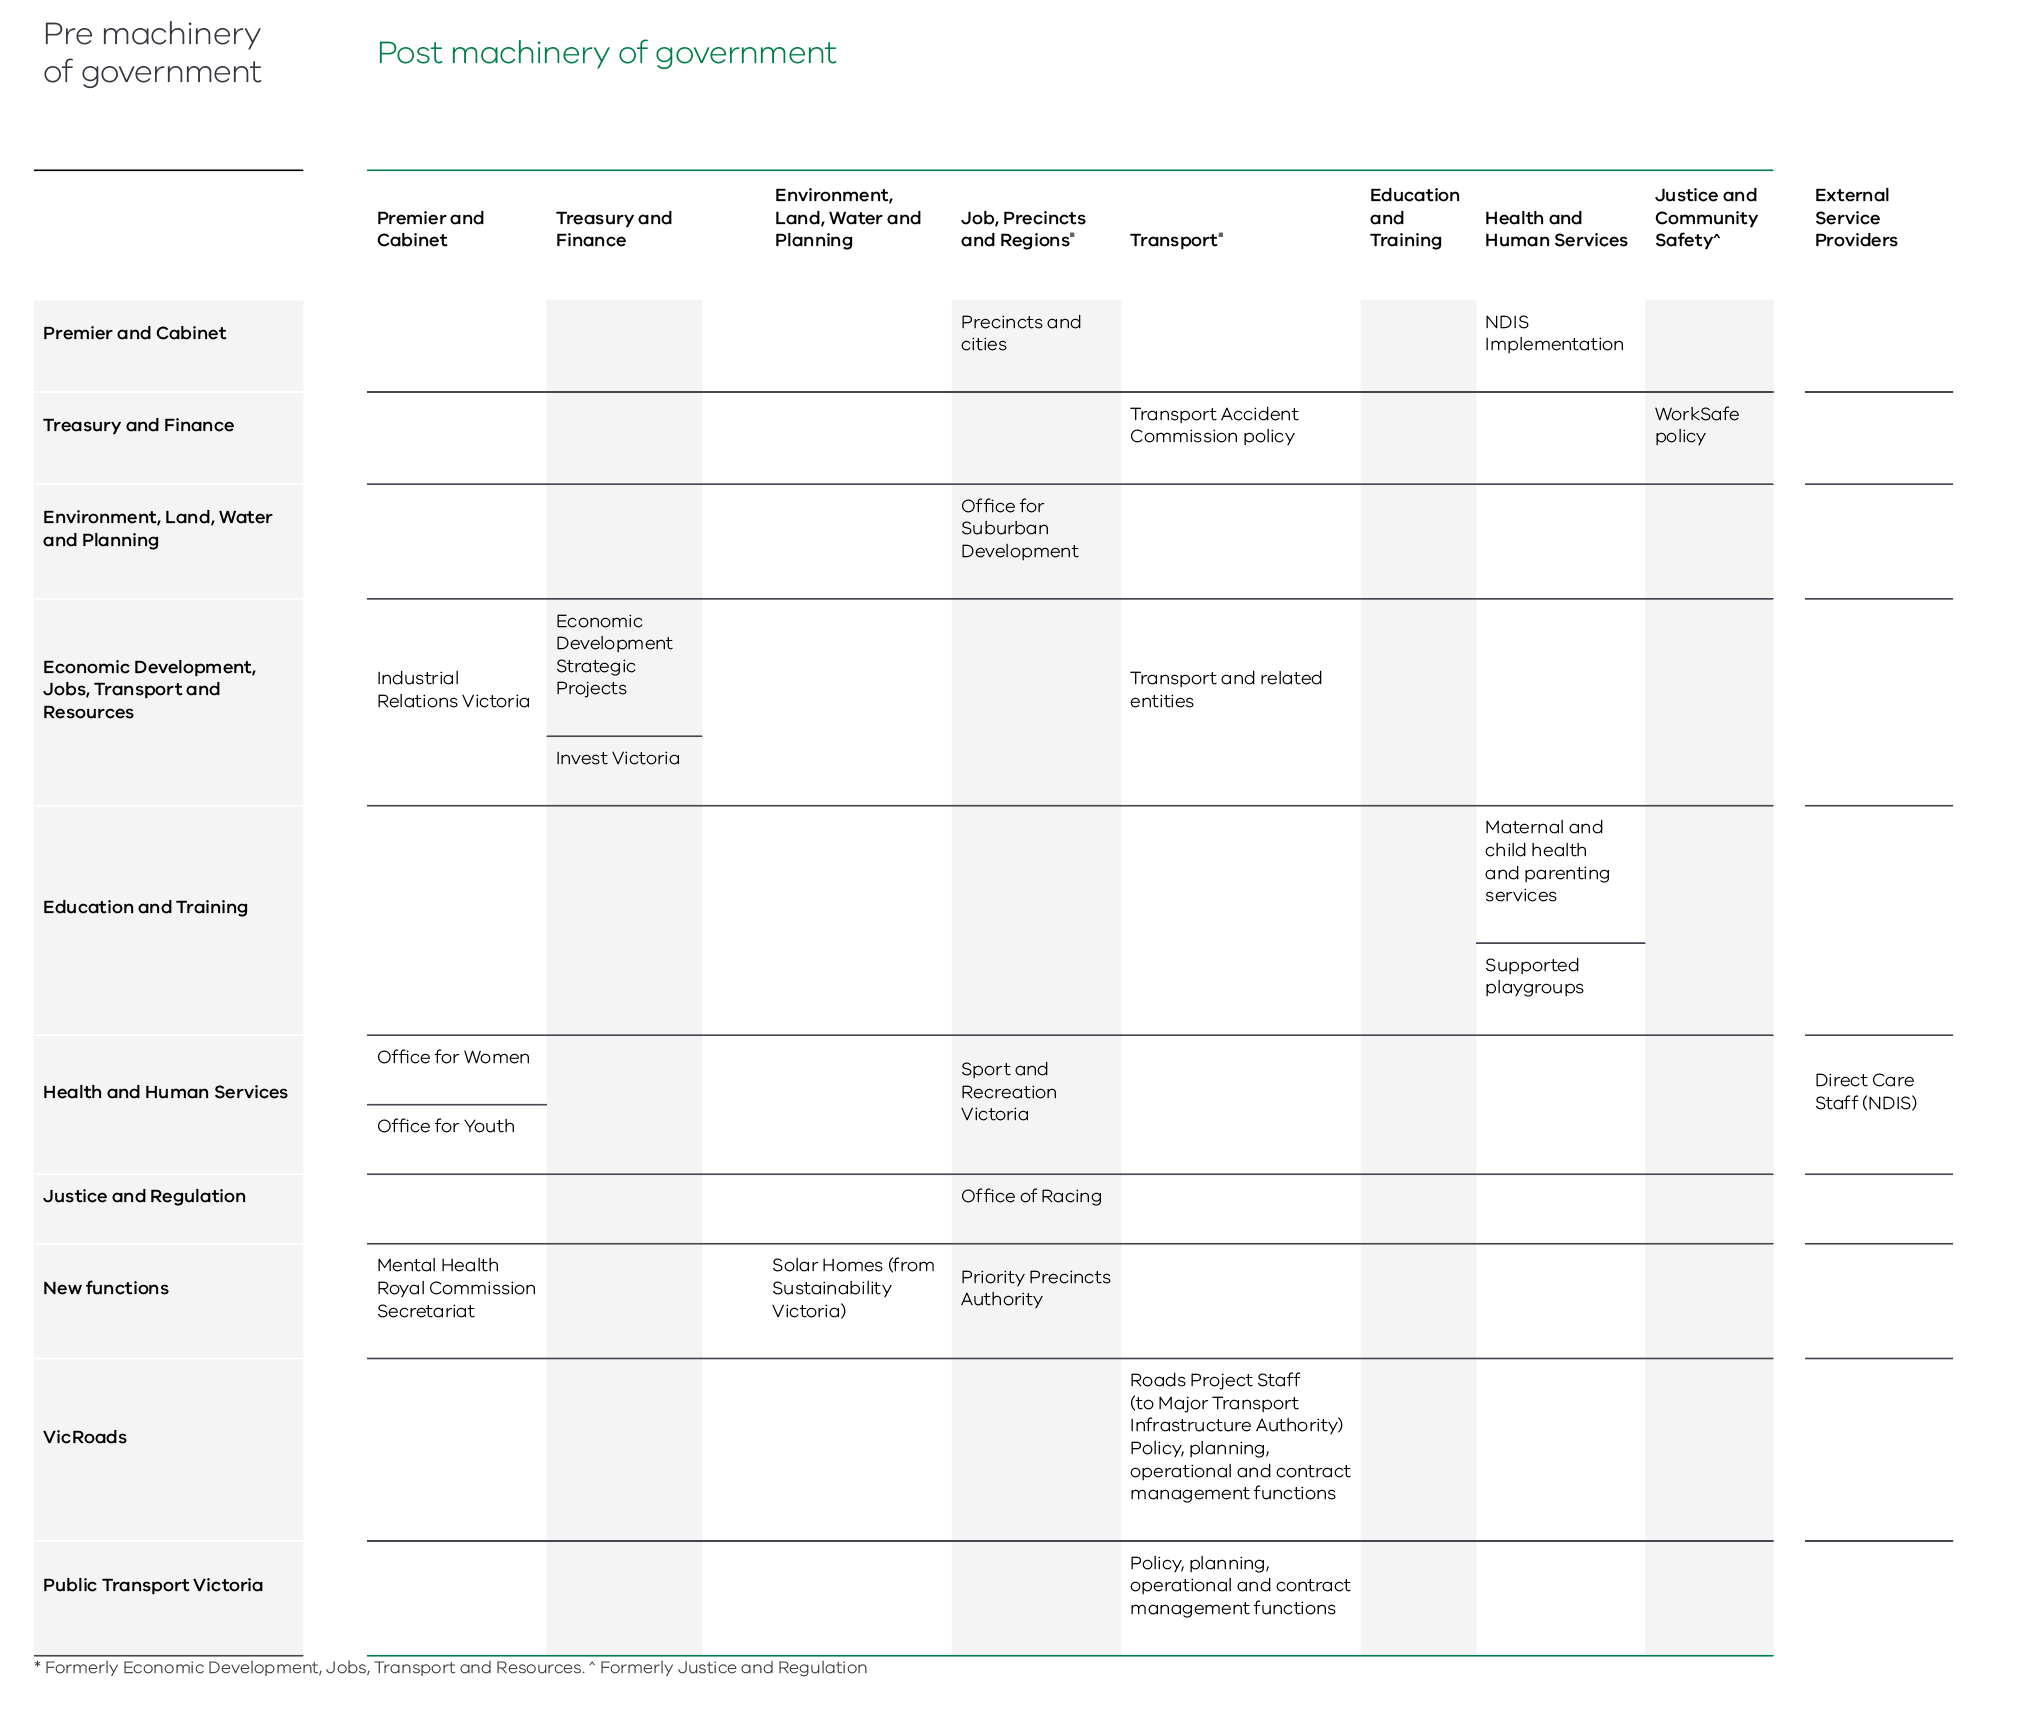 Pre machinery
of government
Post machinery of government
Premier and
Cabinet
Treasury and
Finance
Environment,
Land, Water and
Planning
Job, Precincts
and Regions*
Transport*
Education
and
Training
Health and
Human Services
Justice and
Community
Safety^
External
Service
Providers
Premier and Cabinet
Precincts and
cities
NDIS
Implementation
Treasury and Finance
Transport Accident
Commission policy
WorkSafe
policy
Environment, Land, Water
and Planning
Office for
Suburban
Development
Economic Development,
Jobs, Transport and
Resources
Industrial
Relations Victoria
Economic
Development
Strategic
Projects
Invest Victoria
Transport and related
entities
Education and Training
Maternal and
child health
and parenting
services
Supported
playgroups
Health and Human Services
Office for Women
Office for Youth
Sport and
Recreation
Victoria
Direct Care
Staff (NDIS)
Justice and Regulation
Office of Racing
New functions
Mental Health
Royal Commission
Secretariat
Solar Homes (from
Sustainability
Victoria)
Priority Precincts
Authority
VicRoads
Roads Project Staff
(to Major Transport
Infrastructure Authority)
Policy, planning,
operational and contract
management functions
Public Transport Victoria
Policy, planning,
operational and contract
management functions
* Formerly Economic Development, Jobs, Transport and Resources. ^ Formerly Justice and Regulation